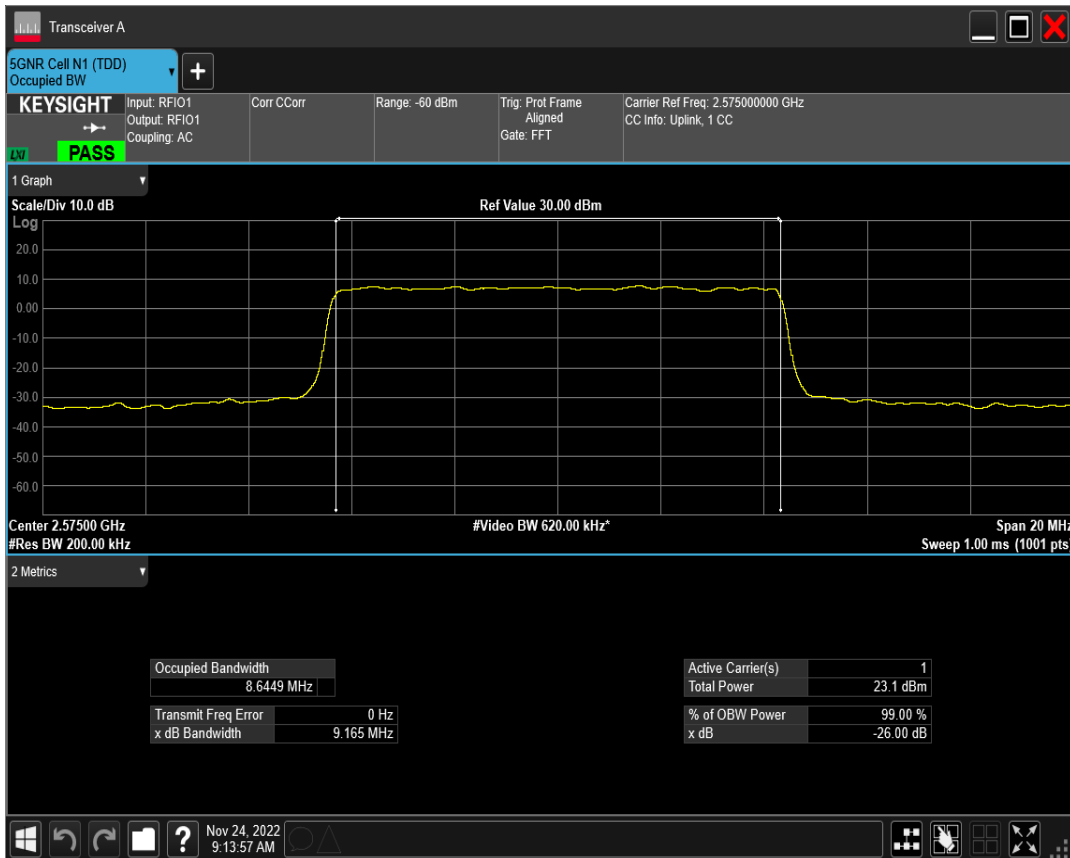 Transceiver A
5GNR Cell N1 (TDD)
Occupied BW
KEYSIGHT
LXI
PASS
Input: RFIO1
Output: RFIO1
Coupling: AC
Corr CCorr
Range: -60 dBm
Trig: Prot Frame
Aligned
Gate: FFT
Carrier Ref Freq: 2.575000000 GHz
CC Info: Uplink, 1 CC
1 Graph
Scale/Div 10.0 dB
Ref Value 30.00 dBm
Log
20.0
10.0
0.00
-10.0
-20.0
-30.0
-40.0
-50.0
-60.0
Center 2.57500 GHz
#Video BW 620.00 kHz*
Span 20 MHz
#Res BW 200.00 kHz
Sweep 1.00 ms (1001 pts)
2 Metrics
Occupied Bandwidth
8.6449 MHz
Transmit Freq Error 0 Hz
x dB Bandwidth 9.165 MHz
Active Carrier(s) 1
Total Power 23.1 dBm
% of OBW Power 99.00 %
x dB -26.00 dB
?
Nov 24, 2022
9:13:57 AM